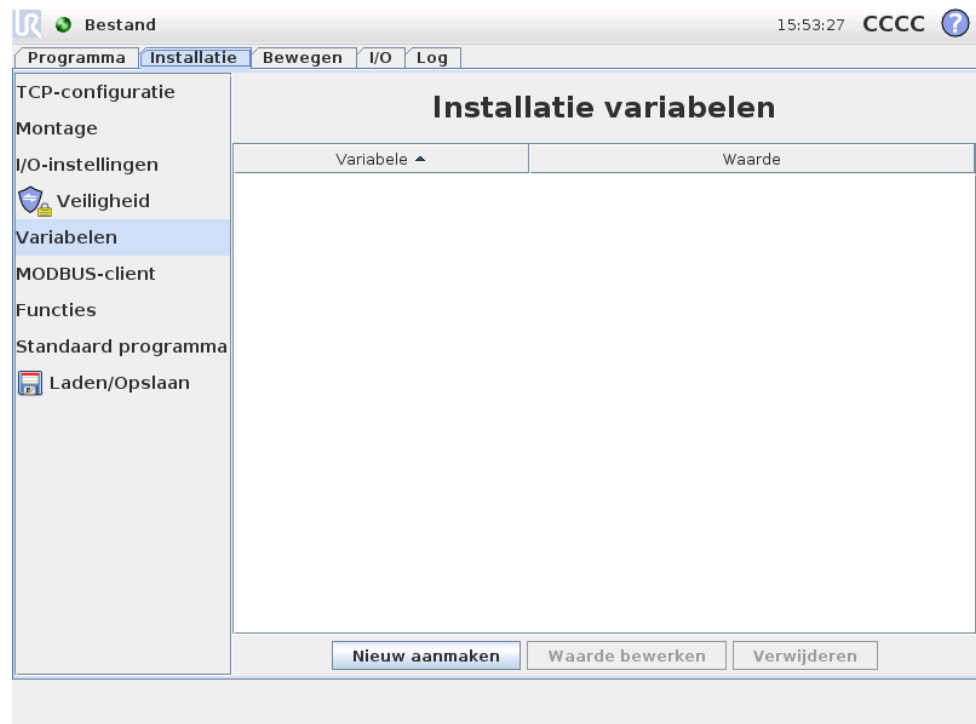 UR Bestand 15:53:27 CCCC ?
Programma Installatie Bewegen I/O Log
TCP-configuratie
Montage
I/O-instellingen
Veiligheid
Variabelen
MODBUS-client
Functies
Standaard programma
Laden/Opslaan
Installatie variabelen
Variabele Waarde
Nieuw aanmaken Waarde bewerken Verwijderen